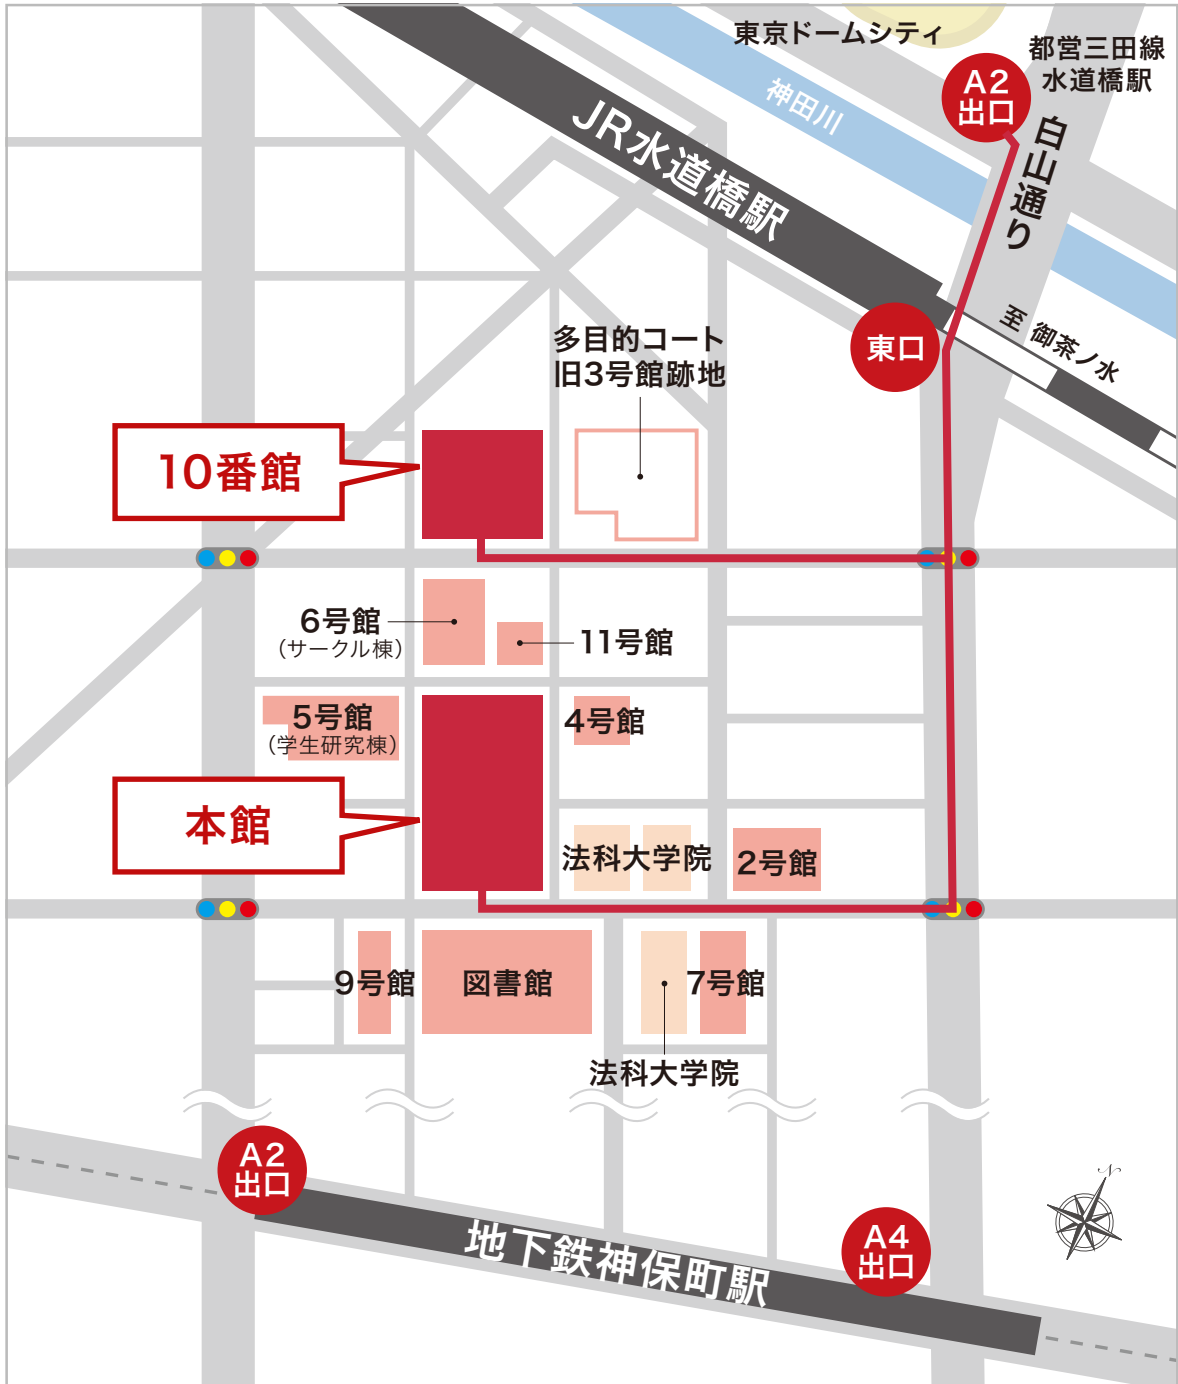 東京ドームシティ
都営三田線
水道橋駅
A2
出口
神田川
白山通り
JR水道橋駅
至 御茶ノ水
東口
多目的コート
旧3号館跡地
10番館
6号館
(サークル棟)
11号館
5号館
(学生研究棟)
4号館
本館
法科大学院
2号館
9号館
図書館
7号館
法科大学院
A2
出口
N
地下鉄神保町駅
A4
出口